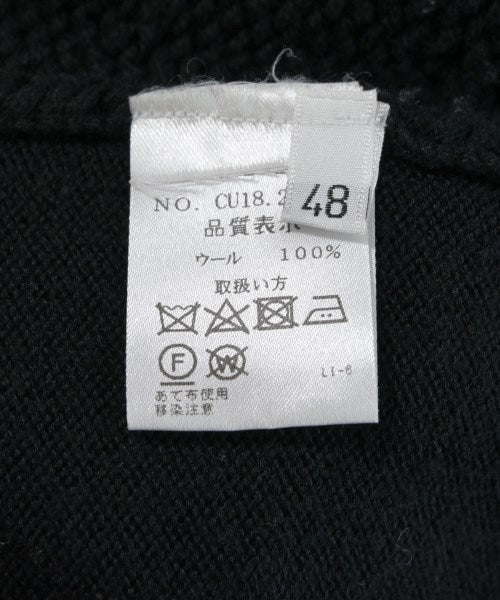 NO. CU18.2
48
品質表示
ウール 100%
取扱い方
F W
LI-6
あて布使用
移染注意